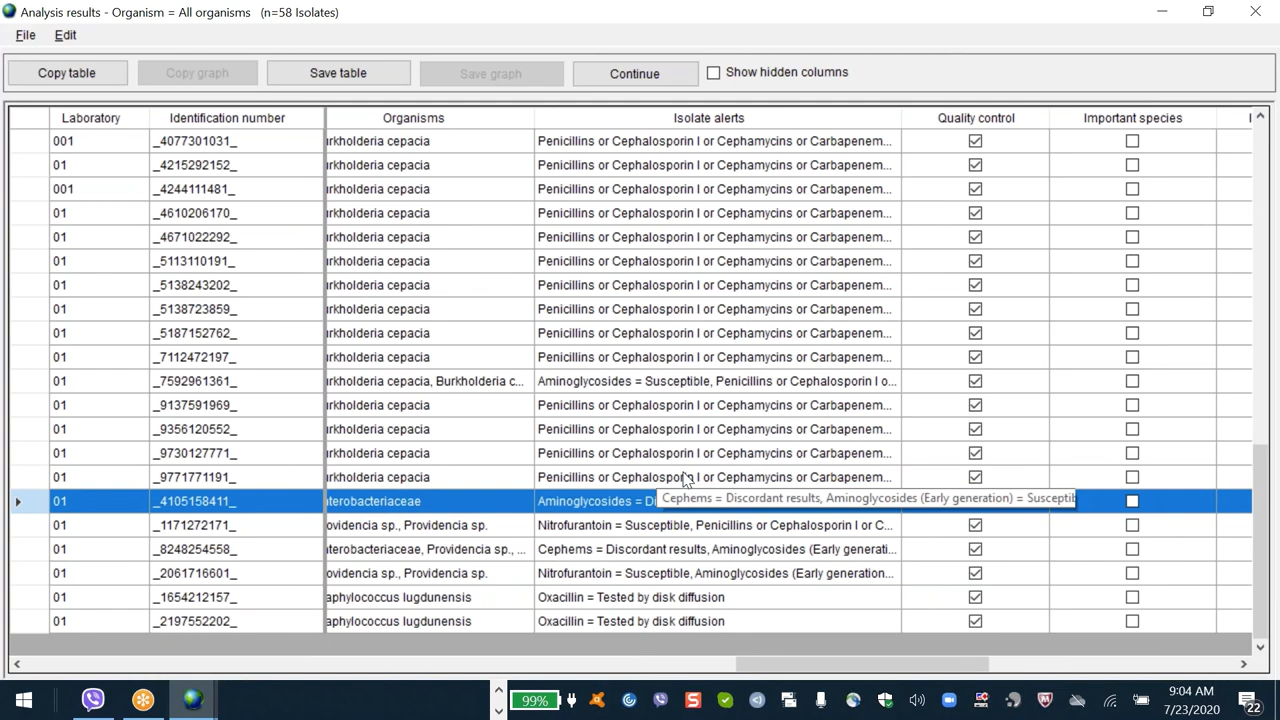 Analysis results - Organism = All organisms (n=58 Isolates)
File Edit
Copy table Copy graph Save table Save graph Continue Show hidden columns
Laboratory Identification number Organisms Isolate alerts Quality control Important species
001 _4077301031_ rkholderia cepacia Penicillins or Cephalosporin I or Cephamycins or Carbapenem...
01 _4215292152_ rkholderia cepacia Penicillins or Cephalosporin I or Cephamycins or Carbapenem...
001 _4244111481_ rkholderia cepacia Penicillins or Cephalosporin I or Cephamycins or Carbapenem...
01 _4610206170_ rkholderia cepacia Penicillins or Cephalosporin I or Cephamycins or Carbapenem...
01 _4671022292_ rkholderia cepacia Penicillins or Cephalosporin I or Cephamycins or Carbapenem...
01 _5113110191_ rkholderia cepacia Penicillins or Cephalosporin I or Cephamycins or Carbapenem...
01 _5138243202_ rkholderia cepacia Penicillins or Cephalosporin I or Cephamycins or Carbapenem...
01 _5138723859_ rkholderia cepacia Penicillins or Cephalosporin I or Cephamycins or Carbapenem...
01 _5187152762_ rkholderia cepacia Penicillins or Cephalosporin I or Cephamycins or Carbapenem...
01 _7112472197_ rkholderia cepacia Penicillins or Cephalosporin I or Cephamycins or Carbapenem...
01 _7592961361_ rkholderia cepacia, Burkholderia c... Aminoglycosides = Susceptible, Penicillins or Cephalosporin I o...
01 _9137591969_ rkholderia cepacia Penicillins or Cephalosporin I or Cephamycins or Carbapenem...
01 _9356120552_ rkholderia cepacia Penicillins or Cephalosporin I or Cephamycins or Carbapenem...
01 _9730127771_ rkholderia cepacia Penicillins or Cephalosporin I or Cephamycins or Carbapenem...
01 _9771771191_ rkholderia cepacia Penicillins or Cephalosporin I or Cephamycins or Carbapenem...
01 _4105158411_ terobacteriaceae Aminoglycosides = Di
Cephems = Discordant results, Aminoglycosides (Early generation) = Susceptib
01 _1171272171_ ovidencia sp., Providencia sp. Nitrofurantoin = Susceptible, Penicillins or Cephalosporin I or C...
01 _8248254558_ terobacteriaceae, Providencia sp., ... Cephems = Discordant results, Aminoglycosides (Early generati...
01 _2061716601_ ovidencia sp., Providencia sp. Nitrofurantoin = Susceptible, Aminoglycosides (Early generation...
01 _1654212157_ aphylococcus lugdunensis Oxacillin = Tested by disk diffusion
01 _2197552202_ aphylococcus lugdunensis Oxacillin = Tested by disk diffusion
99%
9:04 AM
7/23/2020
22